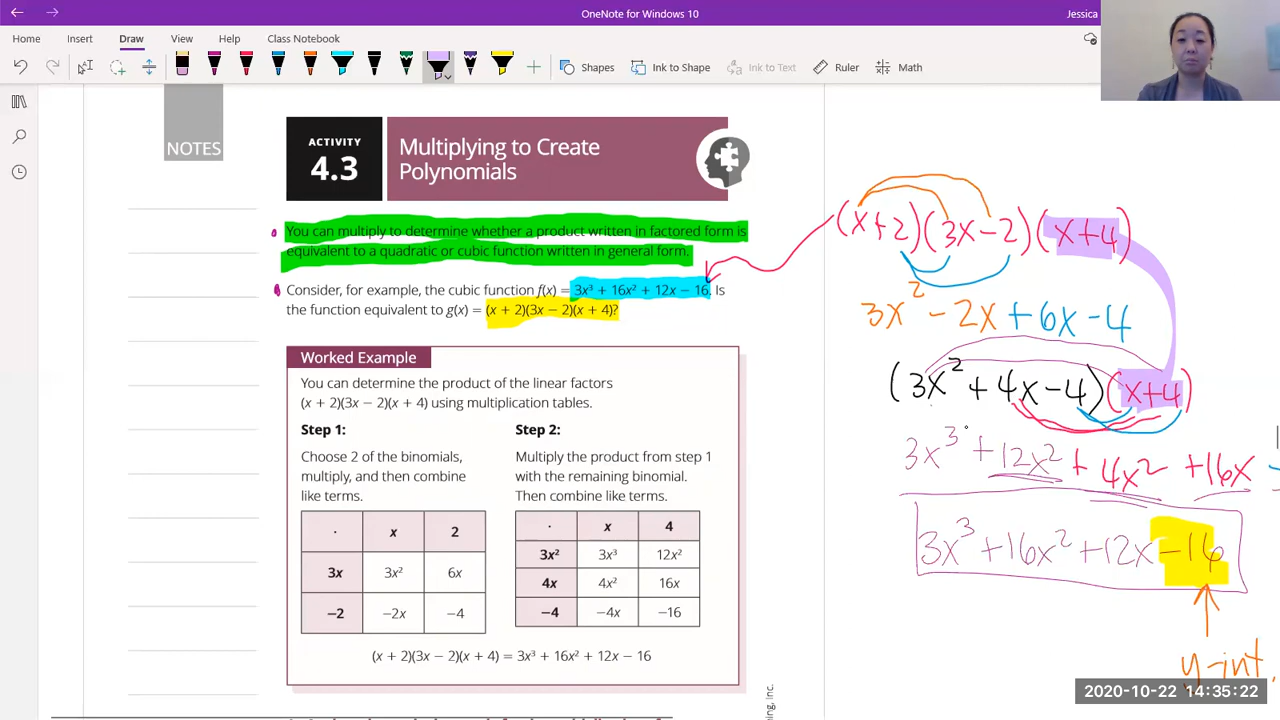 OneNote for Windows 10
Jessica
Home Insert Draw View Help Class Notebook
Shapes Ink to Shape Ink to Text Ruler Math
NOTES
ACTIVITY
4.3
Multiplying to Create
Polynomials
You can multiply to determine whether a product written in factored form is
equivalent to a quadratic or cubic function written in general form.
Consider, for example, the cubic function f(x) = 3x³ + 16x² + 12x − 16. Is
the function equivalent to g(x) = (x + 2)(3x − 2)(x + 4)?
Worked Example
You can determine the product of the linear factors
(x + 2)(3x − 2)(x + 4) using multiplication tables.
Step 1:
Choose 2 of the binomials,
multiply, and then combine
like terms.
· x 2
3x 3x² 6x
−2 −2x −4
Step 2:
Multiply the product from step 1
with the remaining binomial.
Then combine like terms.
· x 4
3x² 3x³ 12x²
4x 4x² 16x
−4 −4x −16
(x + 2)(3x − 2)(x + 4) = 3x³ + 16x² + 12x − 16
(x+2)(3x-2)(x+4)
3x² - 2x + 6x - 4
(3x² + 4x - 4)(x+4)
3x³ + 12x² + 4x² + 16x
3x³ + 16x² + 12x - 16
y-int.
2020-10-22 14:35:22